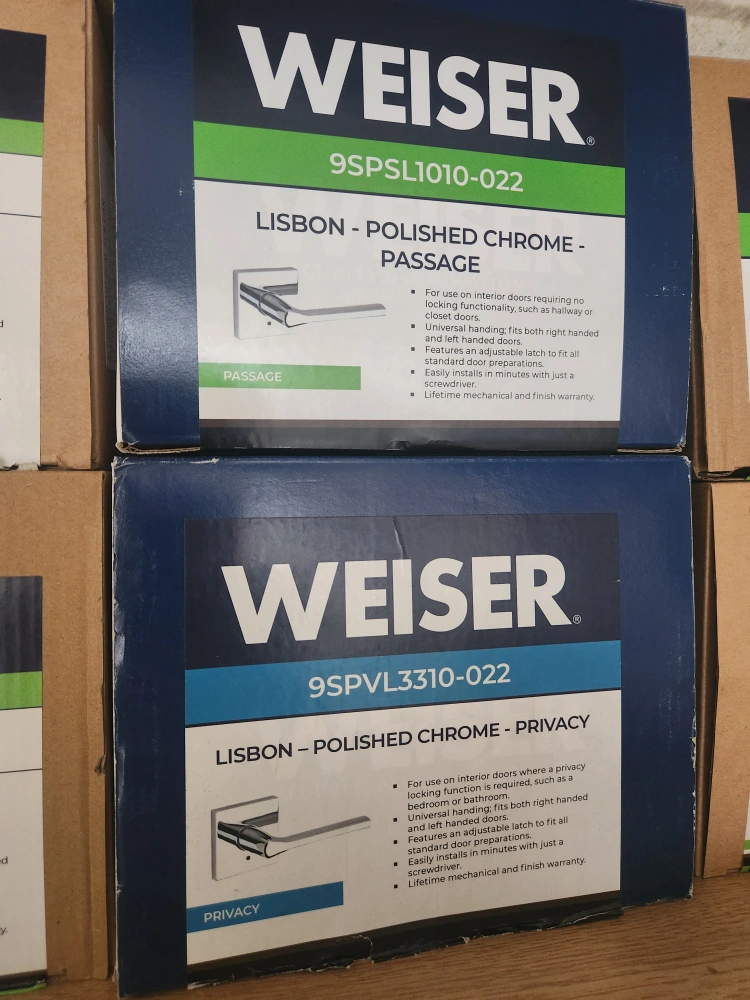 WEISER®
9SPSL1010-022
LISBON - POLISHED CHROME -
PASSAGE
▪ For use on interior doors requiring no
locking functionality, such as hallway or
closet doors.
▪ Universal handing; fits both right handed
and left handed doors.
▪ Features an adjustable latch to fit all
standard door preparations.
▪ Easily installs in minutes with just a
screwdriver.
▪ Lifetime mechanical and finish warranty.
PASSAGE
WEISER®
9SPVL3310-022
LISBON – POLISHED CHROME - PRIVACY
▪ For use on interior doors where a privacy
locking function is required, such as a
bedroom or bathroom.
▪ Universal handing; fits both right handed
and left handed doors.
▪ Features an adjustable latch to fit all
standard door preparations.
▪ Easily installs in minutes with just a
screwdriver.
▪ Lifetime mechanical and finish warranty.
PRIVACY